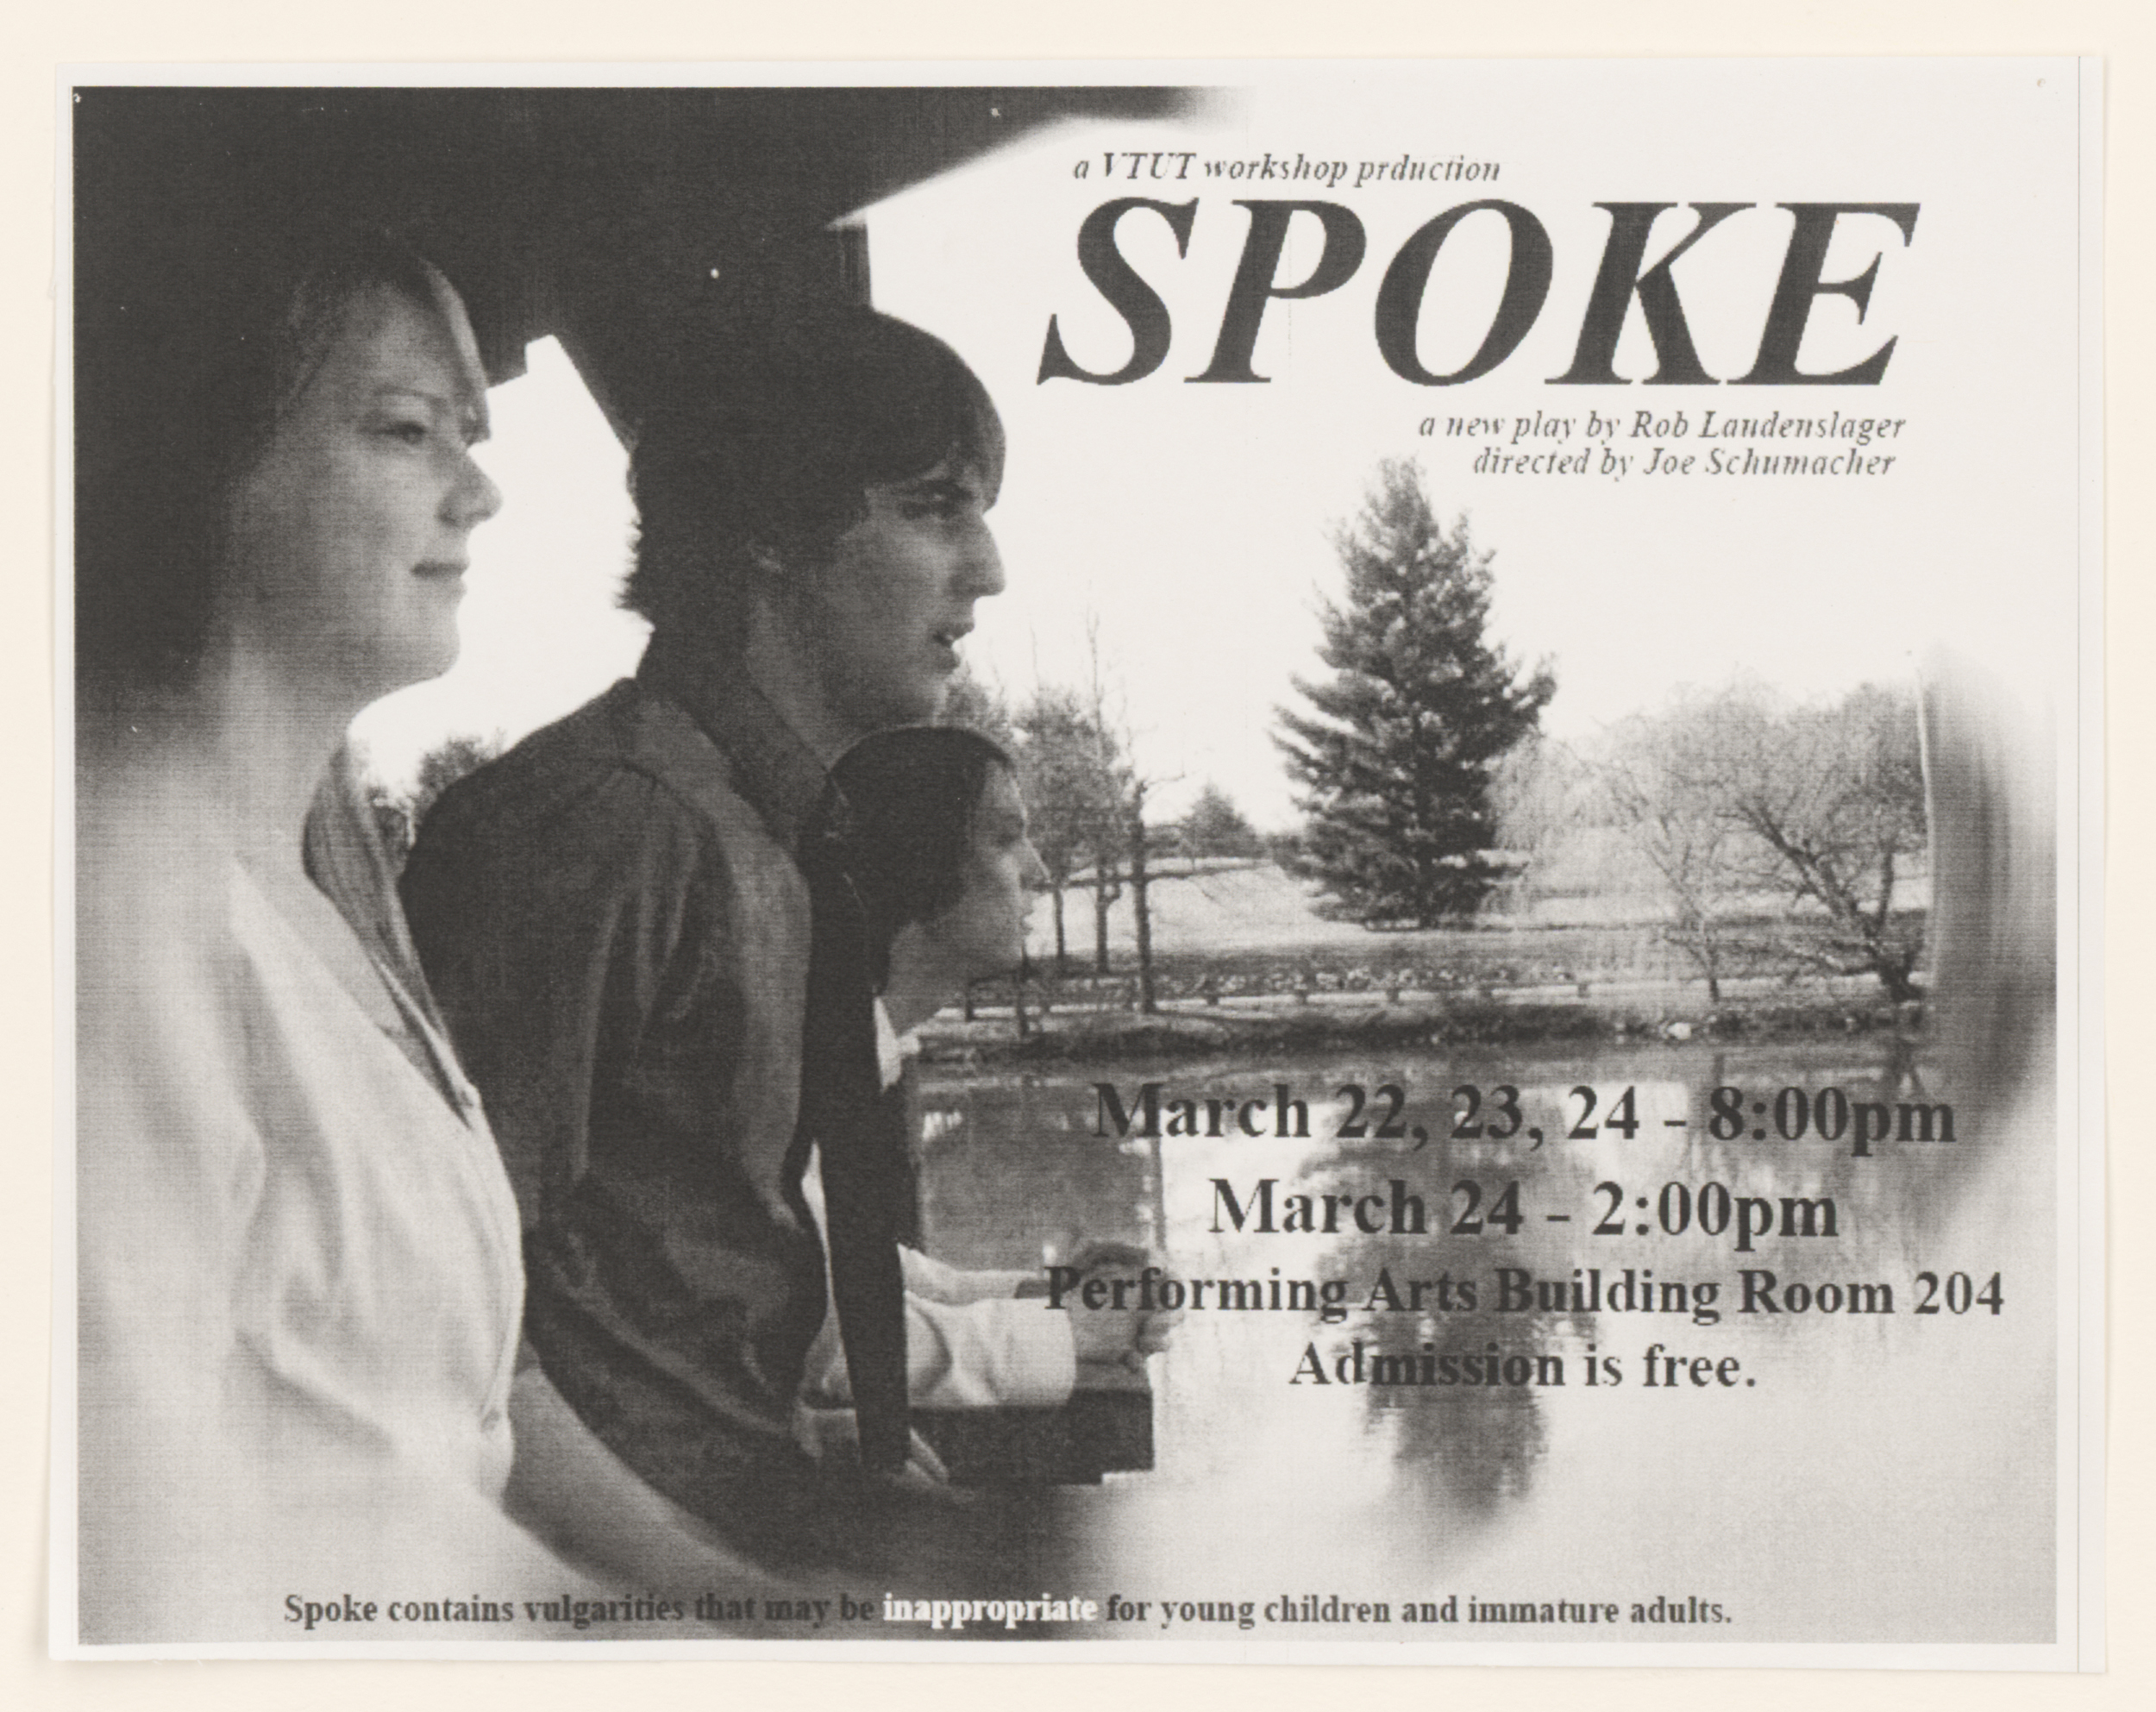 a VTUT workshop prduction
SPOKE
a new play by Rob Laudenslager
directed by Joe Schumacher
March 22, 23, 24 - 8:00pm
March 24 - 2:00pm
Performing Arts Building Room 204
Admission is free.
Spoke contains vulgarities that may be inappropriate for young children and immature adults.